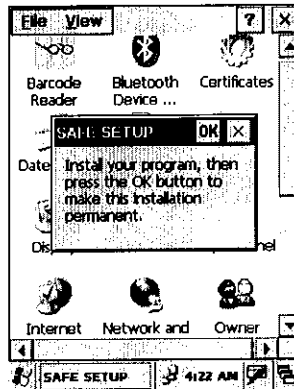 File View ?
Barcode Reader
Bluetooth Device ...
Certificates
Date
SAFE SETUP OK
Install your program, then
press the OK button to
make this installation
permanent.
Dis
nel
Internet
Network and
Owner
SAFE SETUP 4:22 AM